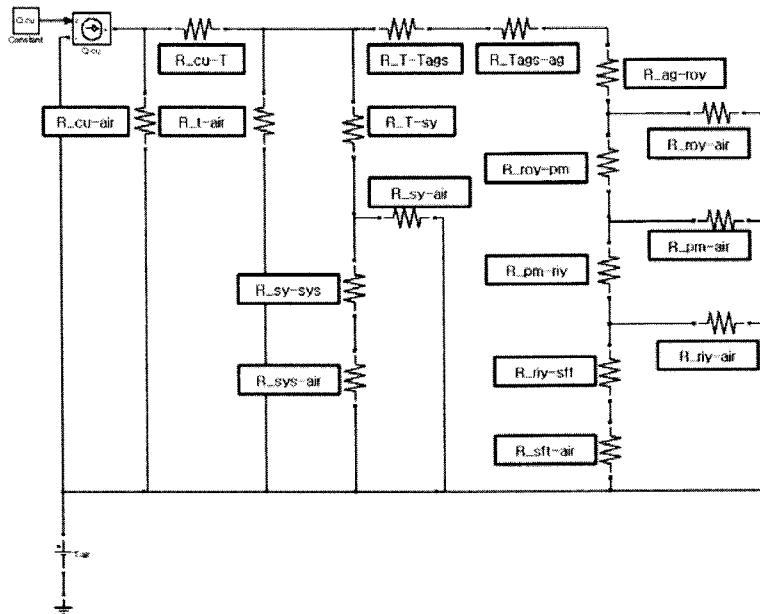 Q.cu
Constant
Q.cu
R_cu-T
R_T-Tags
R_Tags-ag
R_ag-roy
R_cu-air
R_t-air
R_T-sy
R_roy-air
R_roy-pm
R_sy-air
R_pm-air
R_pm-riy
R_sy-sys
R_riy-air
R_sys-air
R_riy-sft
R_sft-air